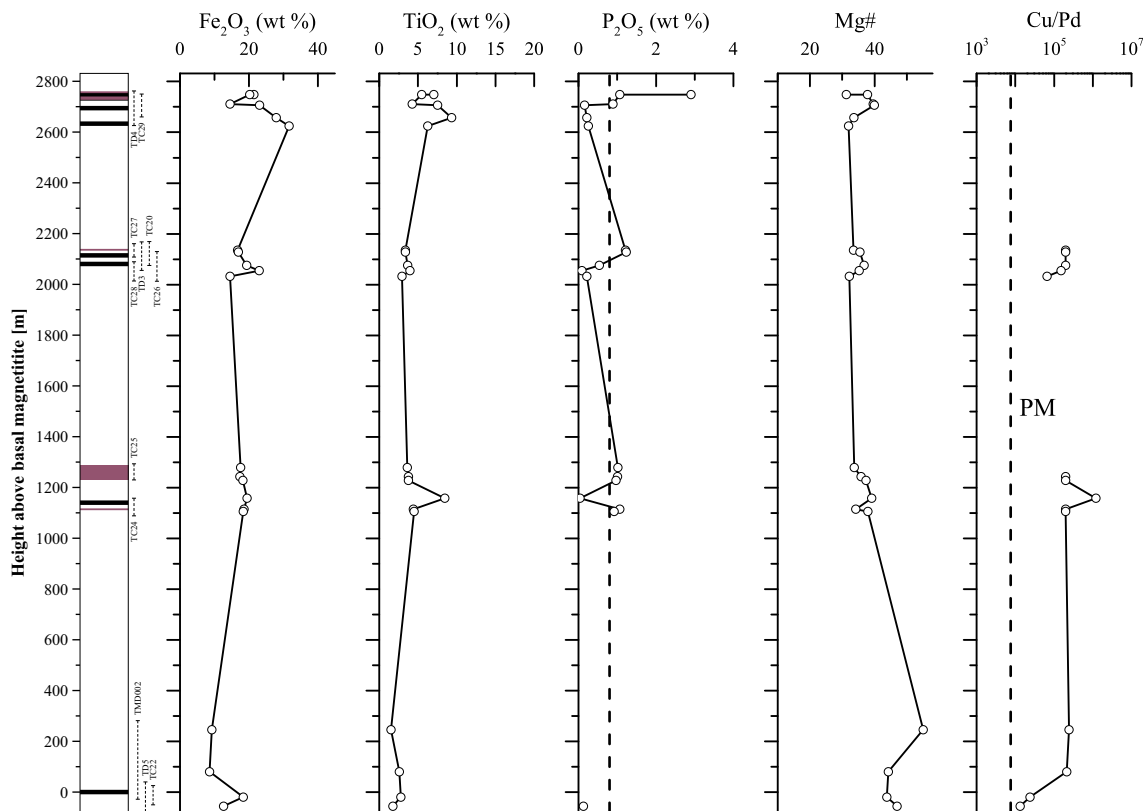 Fe2O3 (wt %) TiO2 (wt %) P2O5 (wt %) Mg# Cu/Pd
0 20 40 0 5 10 15 20 0 2 4 20 40 10^3 10^5 10^7
Height above basal magnetitite [m]
2800
2600
2400
2200
2000
1800
1600
1400
1200
1000
800
600
400
200
0
TD4
TC29
TC27
TC20
TC28
TD3
TC26
TC25
TC24
TMD002
TD5
TC22
PM